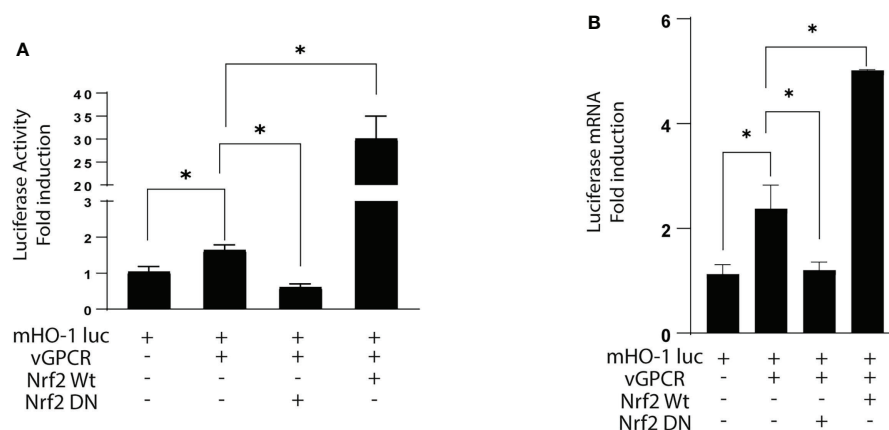 A
Luciferase Activity
Fold induction
40
35
30
25
20
3
2
1
0
*
*
*
mHO-1 luc + + + +
vGPCR - + + +
Nrf2 Wt - - - +
Nrf2 DN - - + -
B
Luciferase mRNA
Fold induction
6
4
2
0
*
*
*
mHO-1 luc + + + +
vGPCR - + + +
Nrf2 Wt - - - +
Nrf2 DN - - + -